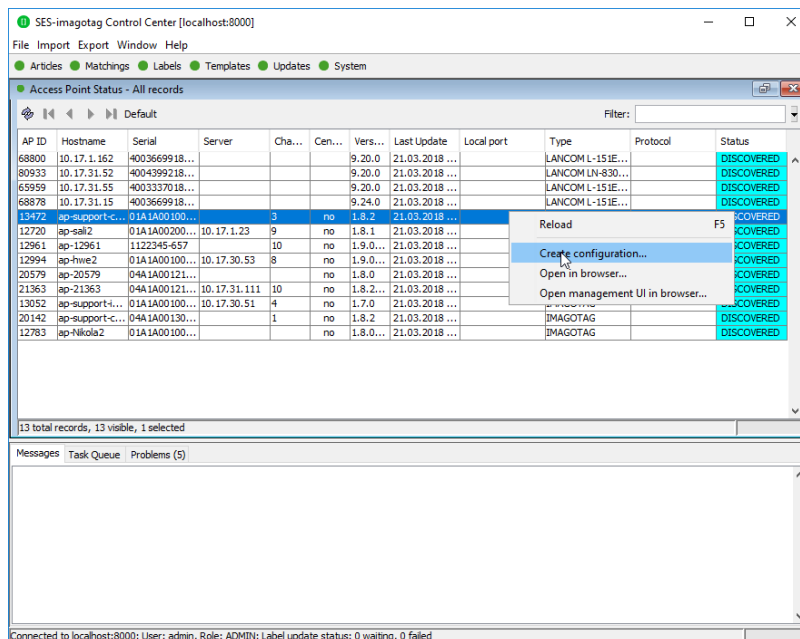 SES-imagotag Control Center [localhost:8000]
File Import Export Window Help
Articles Matchings Labels Templates Updates System
Access Point Status - All records
Default Filter:
AP ID Hostname Serial Server Cha... Cen... Vers... Last Update Local port Type Protocol Status
68800 10.17.1.162 4003669918... 9.20.0 21.03.2018 ... LANCOM L-151E... DISCOVERED
80933 10.17.31.52 4004399218... 9.20.0 21.03.2018 ... LANCOM LN-830... DISCOVERED
65959 10.17.31.55 4003337018... 9.20.0 21.03.2018 ... LANCOM L-151E... DISCOVERED
68878 10.17.31.15 4003669918... 9.24.0 21.03.2018 ... LANCOM L-151E... DISCOVERED
13472 ap-support-c... 01A1A00100... 3 no 1.8.2 21.03.2018 ...
12720 ap-sali2 01A1A00200... 10.17.1.23 9 no 1.8.1 21.03.2018 ...
12961 ap-12961 1122345-657 10 no 1.9.0... 21.03.2018 ...
12994 ap-hwe2 01A1A00100... 10.17.30.53 8 no 1.9.0... 21.03.2018 ...
20579 ap-20579 04A1A00121... no 1.8.0 21.03.2018 ...
21363 ap-21363 04A1A00121... 10.17.31.111 10 no 1.8.2... 21.03.2018 ...
13052 ap-support-i... 01A1A00100... 10.17.30.51 4 no 1.7.0 21.03.2018 ... IMAGOTAG DISCOVERED
20142 ap-support-c... 04A1A00130... 1 no 1.8.2 21.03.2018 ... IMAGOTAG DISCOVERED
12783 ap-Nikola2 01A1A00100... no 1.8.0... 21.03.2018 ... IMAGOTAG DISCOVERED
Reload F5
Create configuration...
Open in browser...
Open management UI in browser...
13 total records, 13 visible, 1 selected
Messages Task Queue Problems (5)
Connected to localhost:8000; User: admin, Role: ADMIN; Label update status: 0 waiting, 0 failed